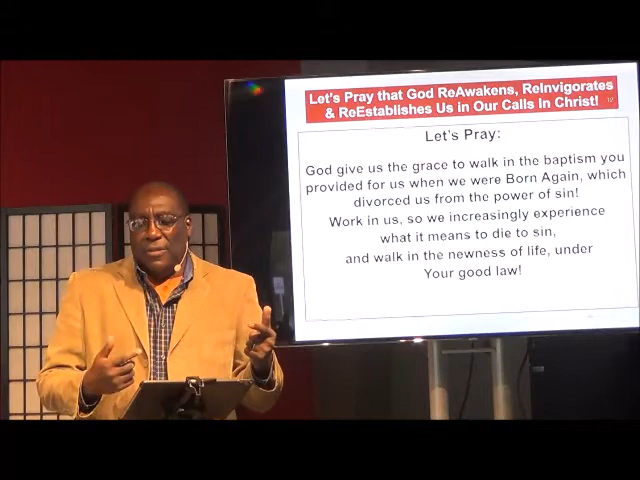 Let's Pray that God ReAwakens, ReInvigorates
& ReEstablishes Us in Our Calls In Christ!
Let's Pray:
God give us the grace to walk in the baptism you
provided for us when we were Born Again, which
divorced us from the power of sin!
Work in us, so we increasingly experience
what it means to die to sin,
and walk in the newness of life, under
Your good law!